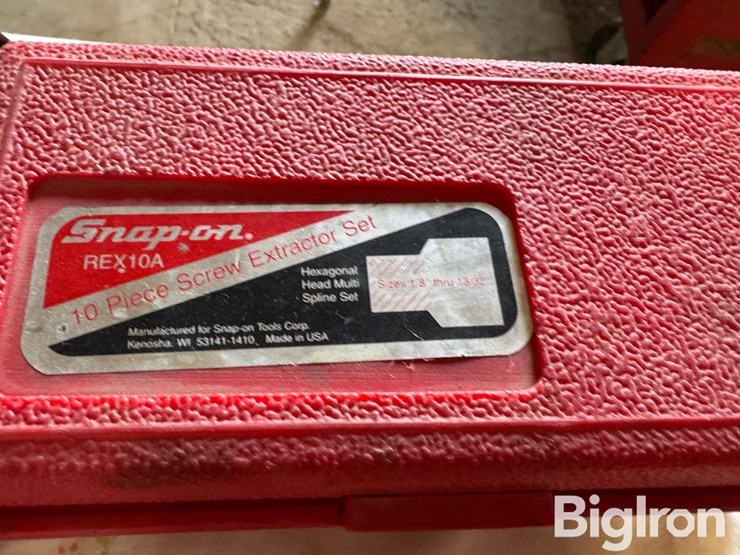 Snap-on.
REX10A
10 Piece Screw Extractor Set
Hexagonal
Head Multi
Spline Set
Sizes 1/8" thru 13/32"
Manufactured for Snap-on Tools Corp.
Kenosha, WI 53141-1410, Made in USA
BigIron